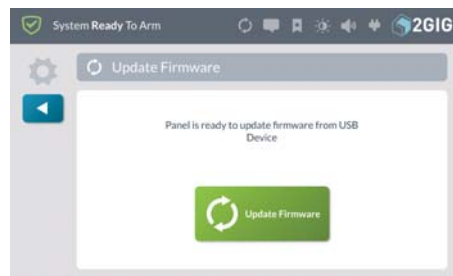 System Ready To Arm
2GIG
Update Firmware
Panel is ready to update firmware from USB
Device
Update Firmware